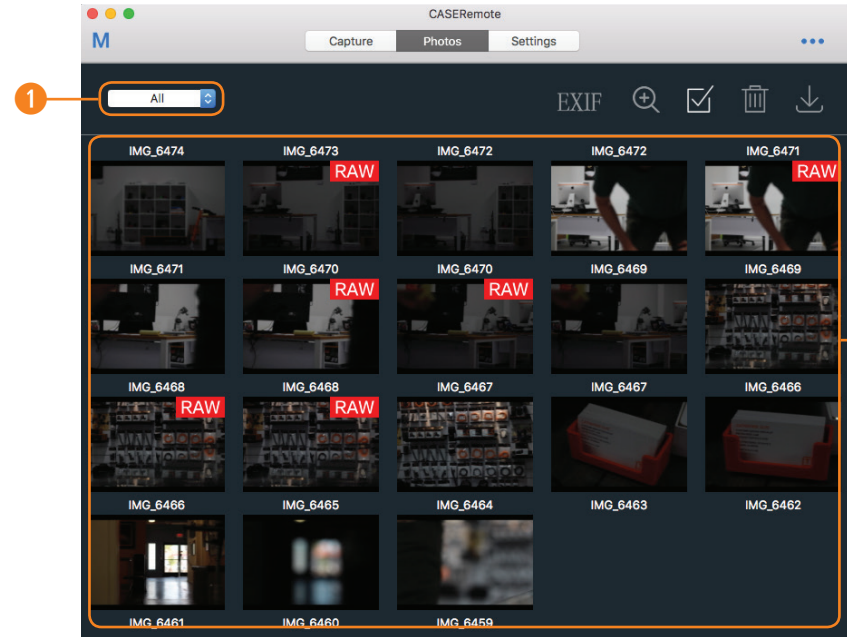 CASERemote
M Capture Photos Settings
1 All EXIF
IMG_6474 IMG_6473 IMG_6472 IMG_6472 IMG_6471
RAW RAW
IMG_6471 IMG_6470 IMG_6470 IMG_6469 IMG_6469
RAW RAW
IMG_6468 IMG_6468 IMG_6467 IMG_6467 IMG_6466
RAW RAW
IMG_6466 IMG_6465 IMG_6464 IMG_6463 IMG_6462
IMG_6461 IMG_6460 IMG_6459